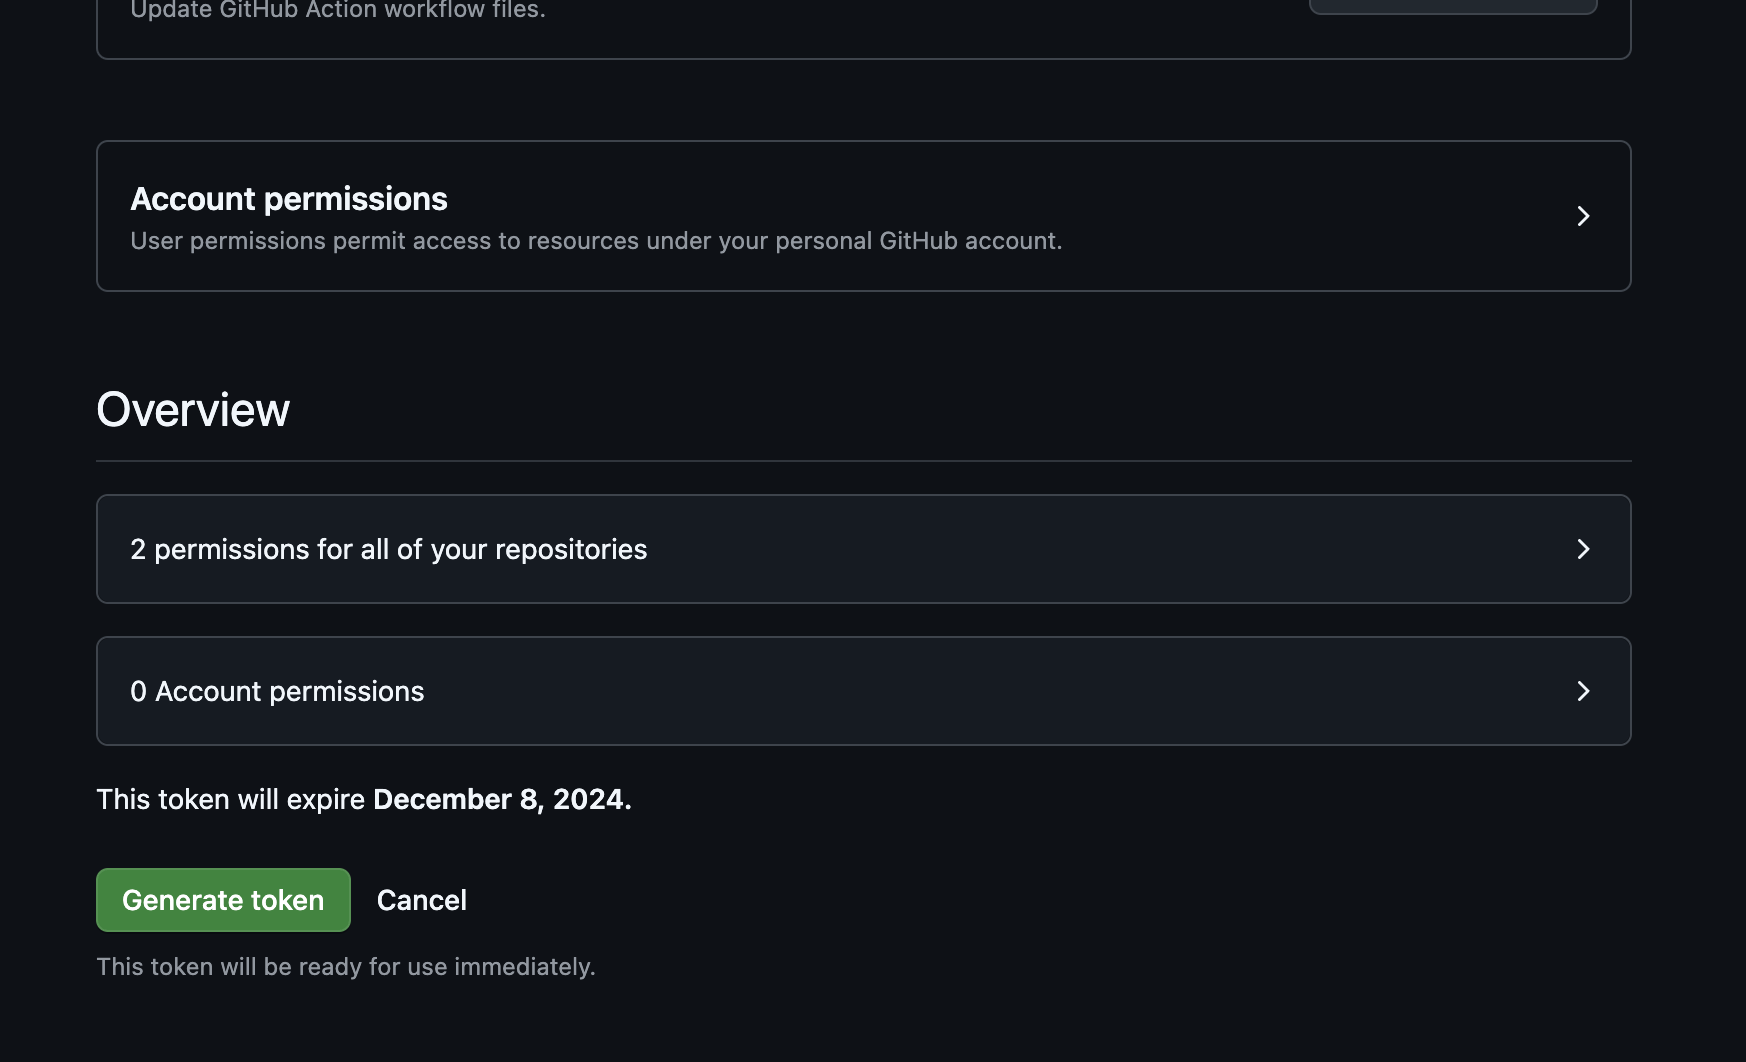 Update GitHub Action workflow files.
Account permissions
User permissions permit access to resources under your personal GitHub account.
Overview
2 permissions for all of your repositories
0 Account permissions
This token will expire December 8, 2024.
Generate token Cancel
This token will be ready for use immediately.